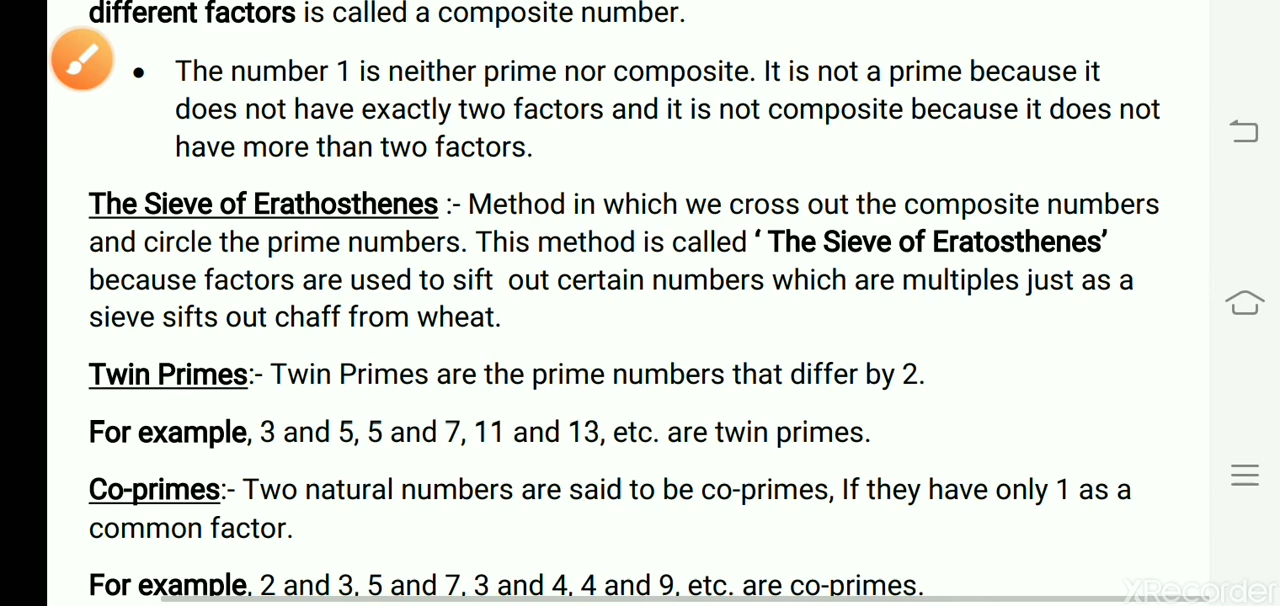 different factors is called a composite number.
• The number 1 is neither prime nor composite. It is not a prime because it
does not have exactly two factors and it is not composite because it does not
have more than two factors.
The Sieve of Erathosthenes :- Method in which we cross out the composite numbers
and circle the prime numbers. This method is called ‘ The Sieve of Eratosthenes’
because factors are used to sift  out certain numbers which are multiples just as a
sieve sifts out chaff from wheat.
Twin Primes:- Twin Primes are the prime numbers that differ by 2.
For example, 3 and 5, 5 and 7, 11 and 13, etc. are twin primes.
Co-primes:- Two natural numbers are said to be co-primes, If they have only 1 as a
common factor.
For example, 2 and 3, 5 and 7, 3 and 4, 4 and 9, etc. are co-primes.
XRecorder